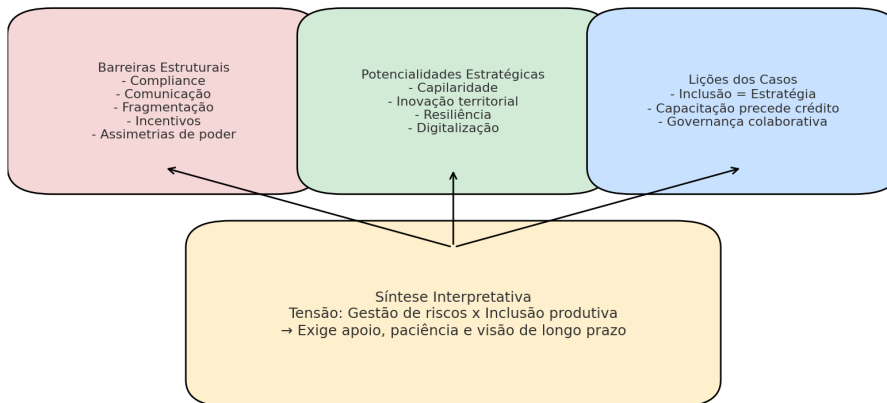 Barreiras Estruturais
- Compliance
- Comunicação
- Fragmentação
- Incentivos
- Assimetrias de poder
Potencialidades Estratégicas
- Capilaridade
- Inovação territorial
- Resiliência
- Digitalização
Lições dos Casos
- Inclusão = Estratégia
- Capacitação precede crédito
- Governança colaborativa
Síntese Interpretativa
Tensão: Gestão de riscos x Inclusão produtiva
→ Exige apoio, paciência e visão de longo prazo